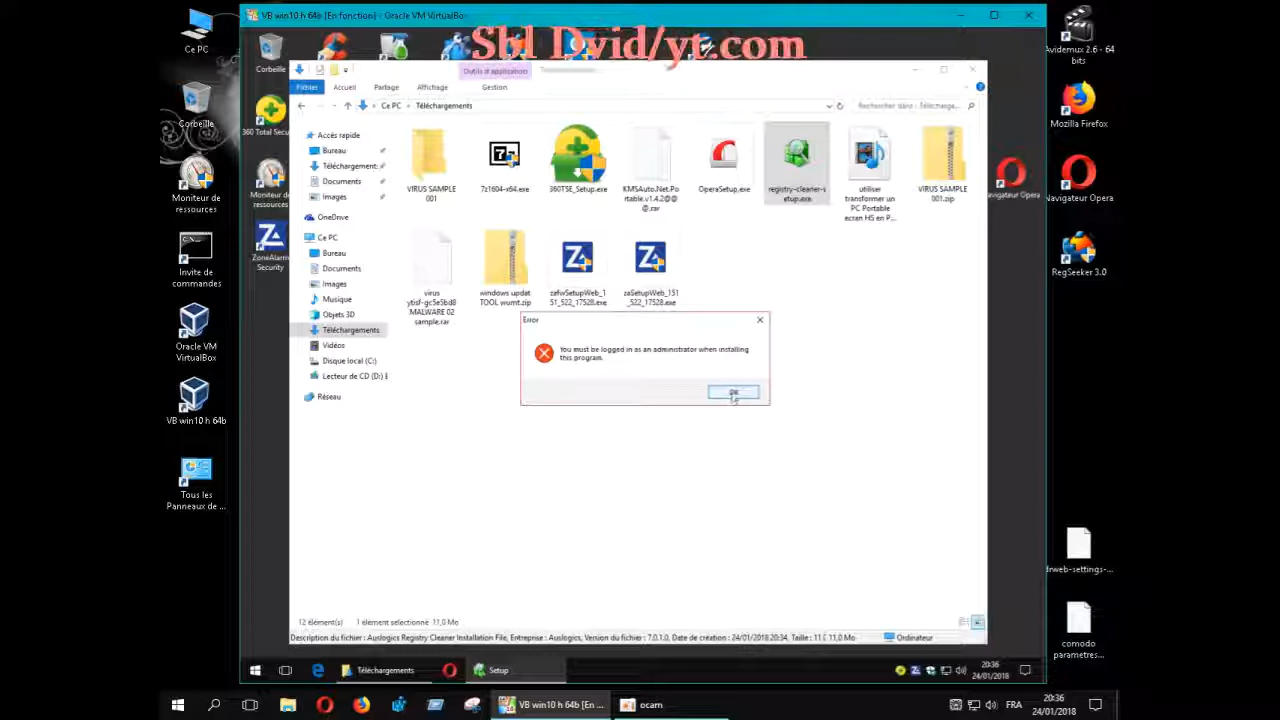 VB win10 h 64b [En fonction] - Oracle VM VirtualBox
Sbl Dvid/yt.com
Ce PC
Corbeille
Moniteur de
ressources
Invite de
commandes
Oracle VM
VirtualBox
VB win10 h 64b
Tous les
Panneaux de ...
Corbeille
360 Total Secu
Moniteur de
ressources
ZoneAlarm
Security
Outils d'application
Fichier
Accueil
Partage
Affichage
Gestion
Ce PC
Téléchargements
Rechercher dans : Télécharge...
Accès rapide
Bureau
Téléchargement:
Documents
Images
OneDrive
Ce PC
Bureau
Documents
Images
Musique
Objets 3D
Téléchargements
Vidéos
Disque local (C:)
Lecteur de CD (D:) E
Réseau
VIRUS SAMPLE
001
7z1604-x64.exe
360TSE_Setup.exe
KMSAuto.Net.Po
rtable.v1.4.2@@
@.rar
OperaSetup.exe
registry-cleaner-s
etup.exe
utiliser
transformer un
PC Portable
ecran HS en P...
VIRUS SAMPLE
001.zip
virus
ytisf-gc5e5bd8
MALWARE 02
sample.rar
windows updat
TOOL wumt.zip
zafwSetupWeb_1
51_522_17528.exe
zaSetupWeb_151
_522_17528.exe
Error
You must be logged in as an administrator when installing
this program.
OK
12 élément(s)
1 élément sélectionné 11,0 Mo
Description du fichier : Auslogics Registry Cleaner Installation File, Entreprise : Auslogics, Version du fichier : 7.0.1.0, Date de création : 24/01/2018 20:34, Taille : 11,0 11,0 Mo
Ordinateur
Téléchargements
Setup
20:36
24/01/2018
Avidemux 2.6 - 64
bits
Mozilla Firefox
Navigateur Opera
Navigateur Opera
RegSeeker 3.0
drweb-settings-...
comodo
parametres...
VB win10 h 64b [En ...
ocam
FRA
20:36
24/01/2018